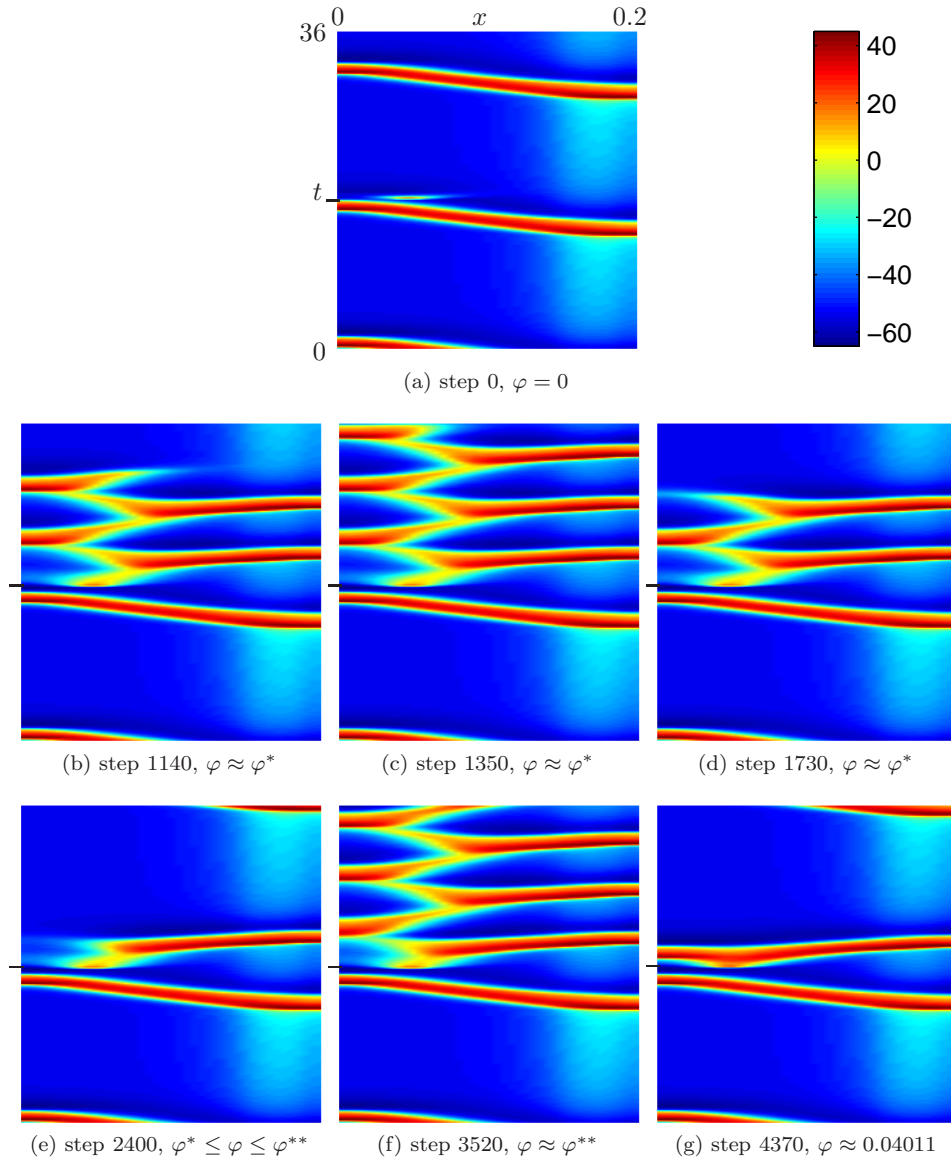 0 x 0.2
36
t
0
40
20
0
−20
−40
−60
(a) step 0, φ = 0
(b) step 1140, φ ≈ φ*
(c) step 1350, φ ≈ φ*
(d) step 1730, φ ≈ φ*
(e) step 2400, φ* ≤ φ ≤ φ**
(f) step 3520, φ ≈ φ**
(g) step 4370, φ ≈ 0.04011